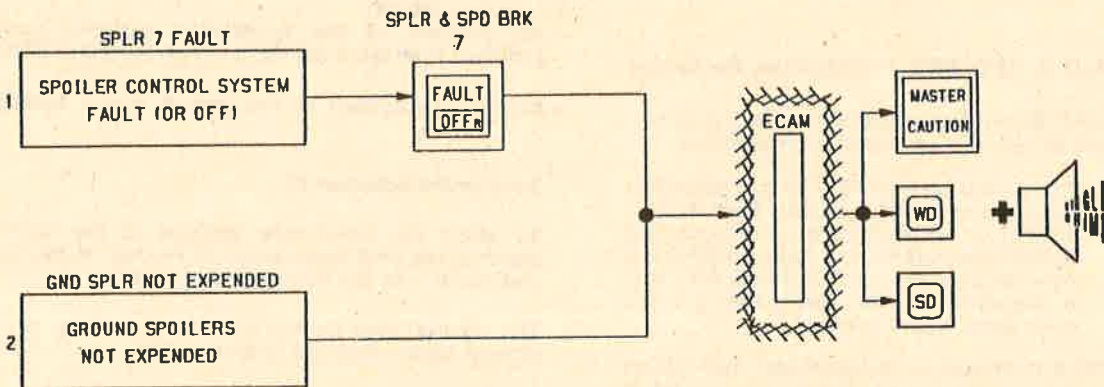 SPLR 7 FAULT
1
SPOILER CONTROL SYSTEM
FAULT (OR OFF)
SPLR & SPD BRK
7
FAULT
OFF R
ECAM
MASTER
CAUTION
WD
SD
GND SPLR NOT EXPENDED
2
GROUND SPOILERS
NOT EXPENDED